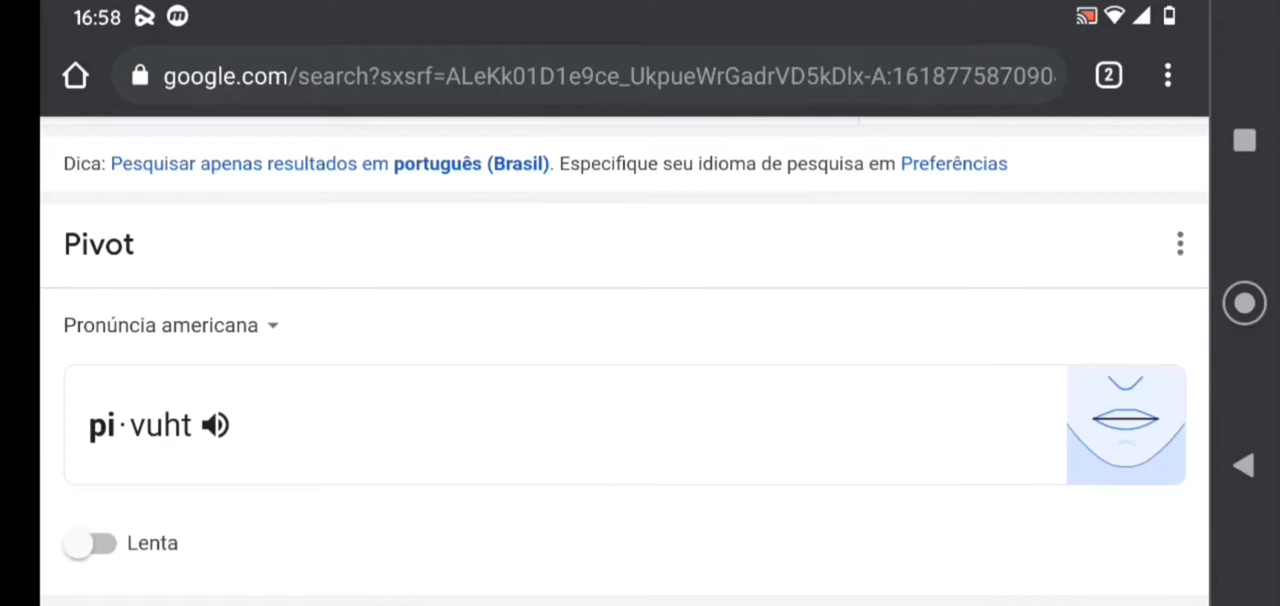 16:58
google.com/search?sxsrf=ALeKk01D1e9ce_UkpueWrGadrVD5kDlx-A:161877587090
2
Dica: Pesquisar apenas resultados em português (Brasil). Especifique seu idioma de pesquisa em Preferências
Pivot
Pronúncia americana
pi·vuht
Lenta